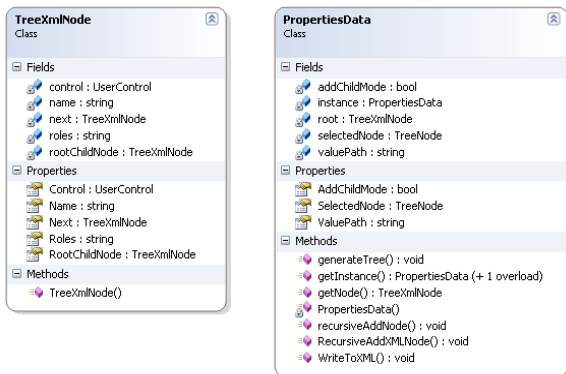 TreeXmlNode
Class
Fields
control : UserControl
name : string
next : TreeXmlNode
roles : string
rootChildNode : TreeXmlNode
Properties
Control : UserControl
Name : string
Next : TreeXmlNode
Roles : string
RootChildNode : TreeXmlNode
Methods
TreeXmlNode()
PropertiesData
Class
Fields
addChildMode : bool
instance : PropertiesData
root : TreeXmlNode
selectedNode : TreeNode
valuePath : string
Properties
AddChildMode : bool
SelectedNode : TreeNode
ValuePath : string
Methods
generateTree() : void
getInstance() : PropertiesData (+ 1 overload)
getNode() : TreeXmlNode
PropertiesData()
recursiveAddNode() : void
RecursiveAddXMLNode() : void
WriteToXML() : void